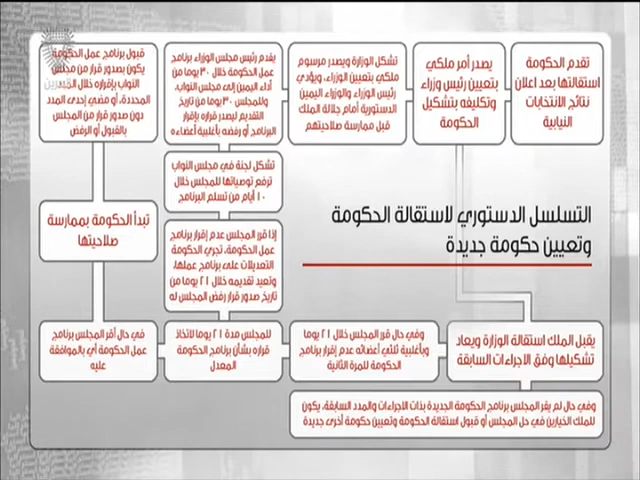 تقدم الحكومة
استقالتها بعد اعلان
نتائج الانتخابات
النيابية
يصدر أمر ملكي
بتعيين رئيس وزراء
وتكليفه بتشكيل
الحكومة
تشكل الوزارة ويصدر مرسوم
ملكي بتعيين الوزراء، ويؤدي
رئيس الوزراء والوزراء اليمين
الدستورية أمام جلالة الملك
قبل ممارسة صلاحيتهم
يقدم رئيس مجلس الوزراء برنامج
عمل الحكومة خلال ٣٠ يوما من
أداء اليمين إلى مجلس النواب،
وللمجلس ٣٠ يوما من تاريخ
التقديم ليصدر قراره بإقرار
البرنامج أو رفضه بأغلبية أعضاءه
قبول برنامج عمل الحكومة
يكون بصدور قرار من مجلس
النواب بإقراره خلال المدد
المحددة، أو مضي إحدى المدد
دون صدور قرار من المجلس
بالقبول أو الرفض
تشكل لجنة في مجلس النواب
ترفع توصياتها للمجلس خلال
١٠ أيام من تسلم البرنامج
التسلسل الدستوري لاستقالة الحكومة
وتعيين حكومة جديدة
تبدأ الحكومة بممارسة
صلاحيتها
إذا قرر المجلس عدم إقرار برنامج
عمل الحكومة، تجري الحكومة
التعديلات على برنامج عملها،
وتعيد تقديمه خلال ٢١ يوما من
تاريخ صدور قرار رفض المجلس له
يقبل الملك استقالة الوزارة ويعاد
تشكيلها وفق الاجراءات السابقة
وفي حال قرر المجلس خلال ٢١ يوما
وبأغلبية ثلثي أعضائه عدم إقرار برنامج
الحكومة للمرة الثانية
للمجلس مدة ٢١ يوما لاتخاذ
قراره بشأن برنامج الحكومة
المعدل
في حال أقر المجلس برنامج
عمل الحكومة أي بالموافقة
عليه
وفي حال لم يقر المجلس برنامج الحكومة الجديدة بذات الاجراءات والمدد السابقة، يكون
للملك الخيارين في حل المجلس أو قبول استقالة الحكومة وتعيين حكومة أخرى جديدة